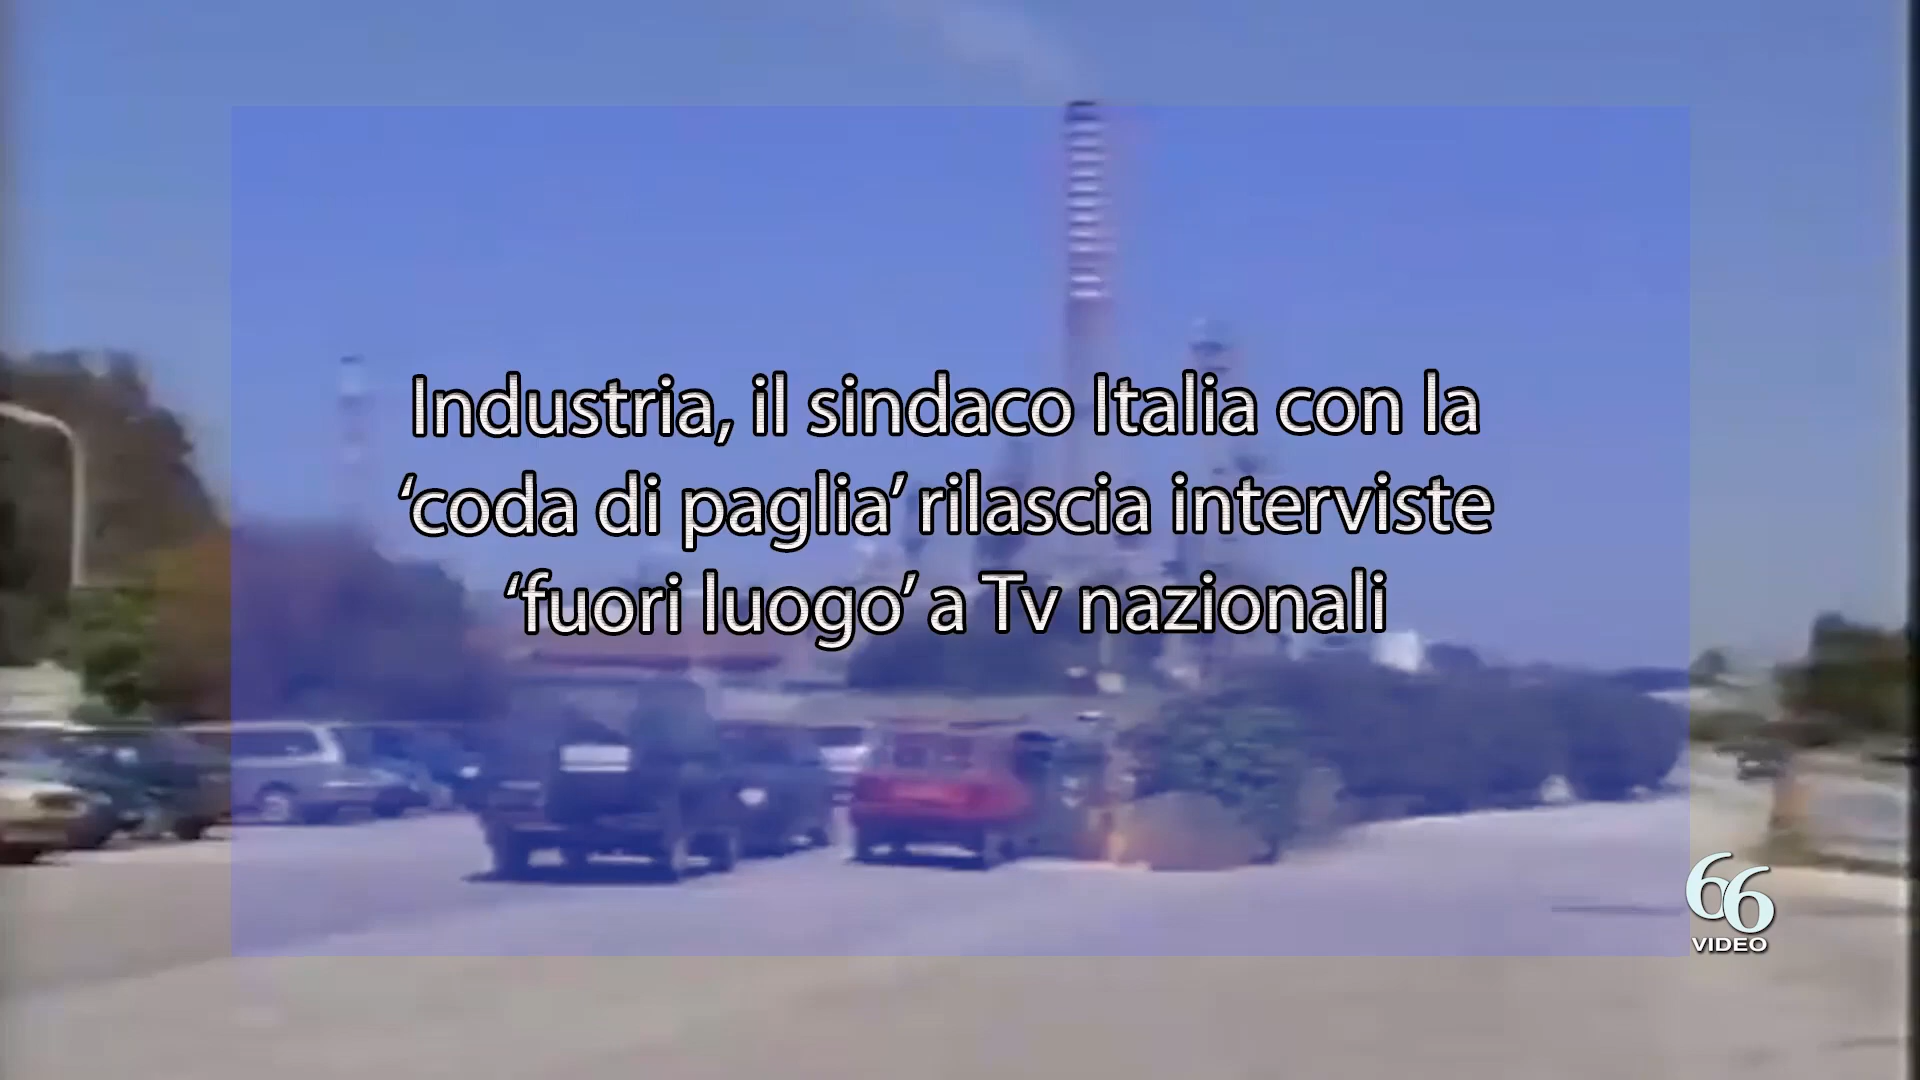 Industria, il sindaco Italia con la
‘coda di paglia’ rilascia interviste
‘fuori luogo’ a Tv nazionali
66
VIDEO